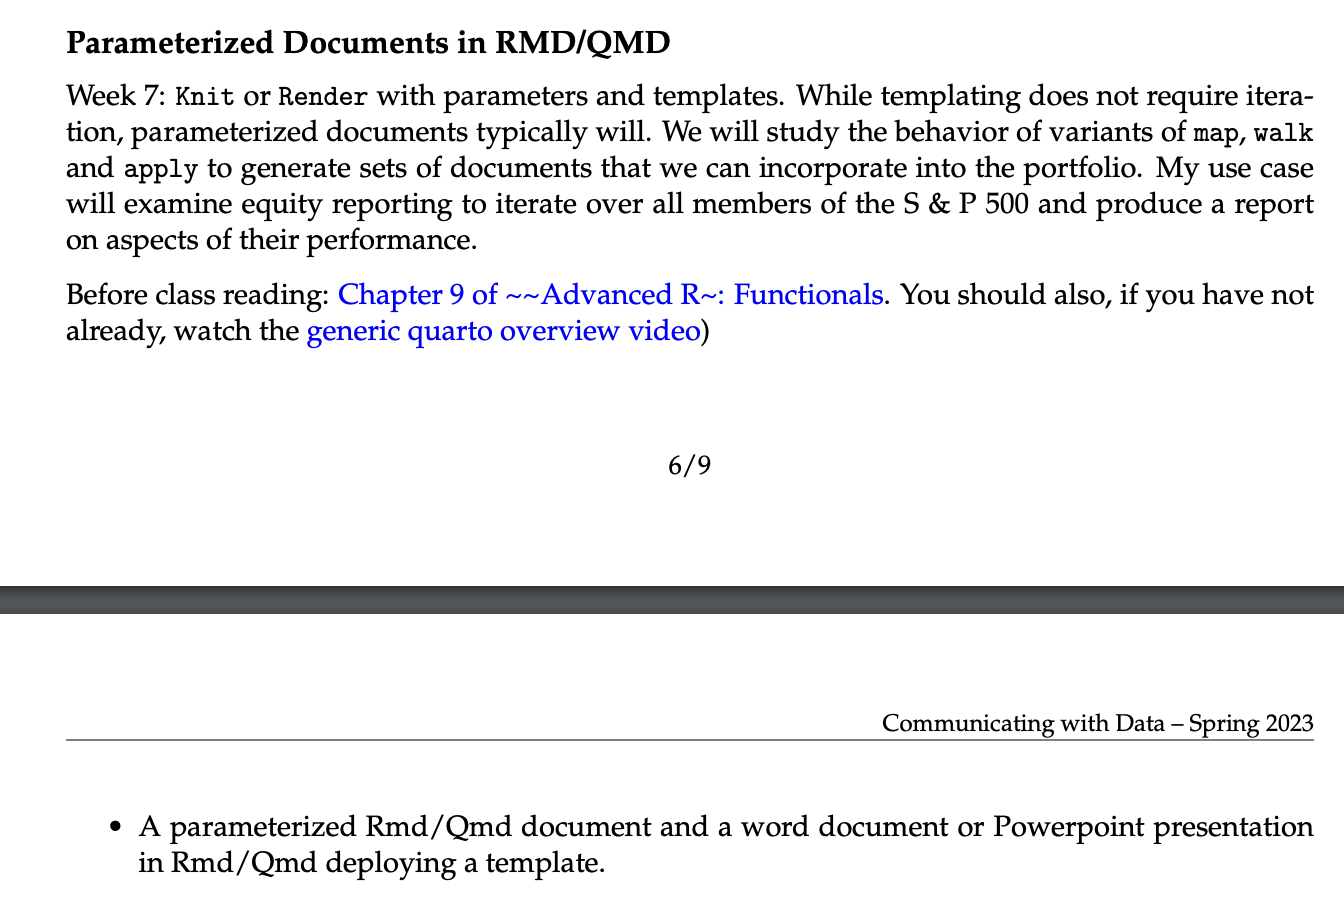 Parameterized Documents in RMD/QMD
Week 7: Knit or Render with parameters and templates. While templating does not require itera-
tion, parameterized documents typically will. We will study the behavior of variants of map, walk
and apply to generate sets of documents that we can incorporate into the portfolio. My use case
will examine equity reporting to iterate over all members of the S & P 500 and produce a report
on aspects of their performance.
Before class reading: Chapter 9 of ~~Advanced R~: Functionals. You should also, if you have not
already, watch the generic quarto overview video)
6/9
Communicating with Data – Spring 2023
• A parameterized Rmd/Qmd document and a word document or Powerpoint presentation
in Rmd/Qmd deploying a template.